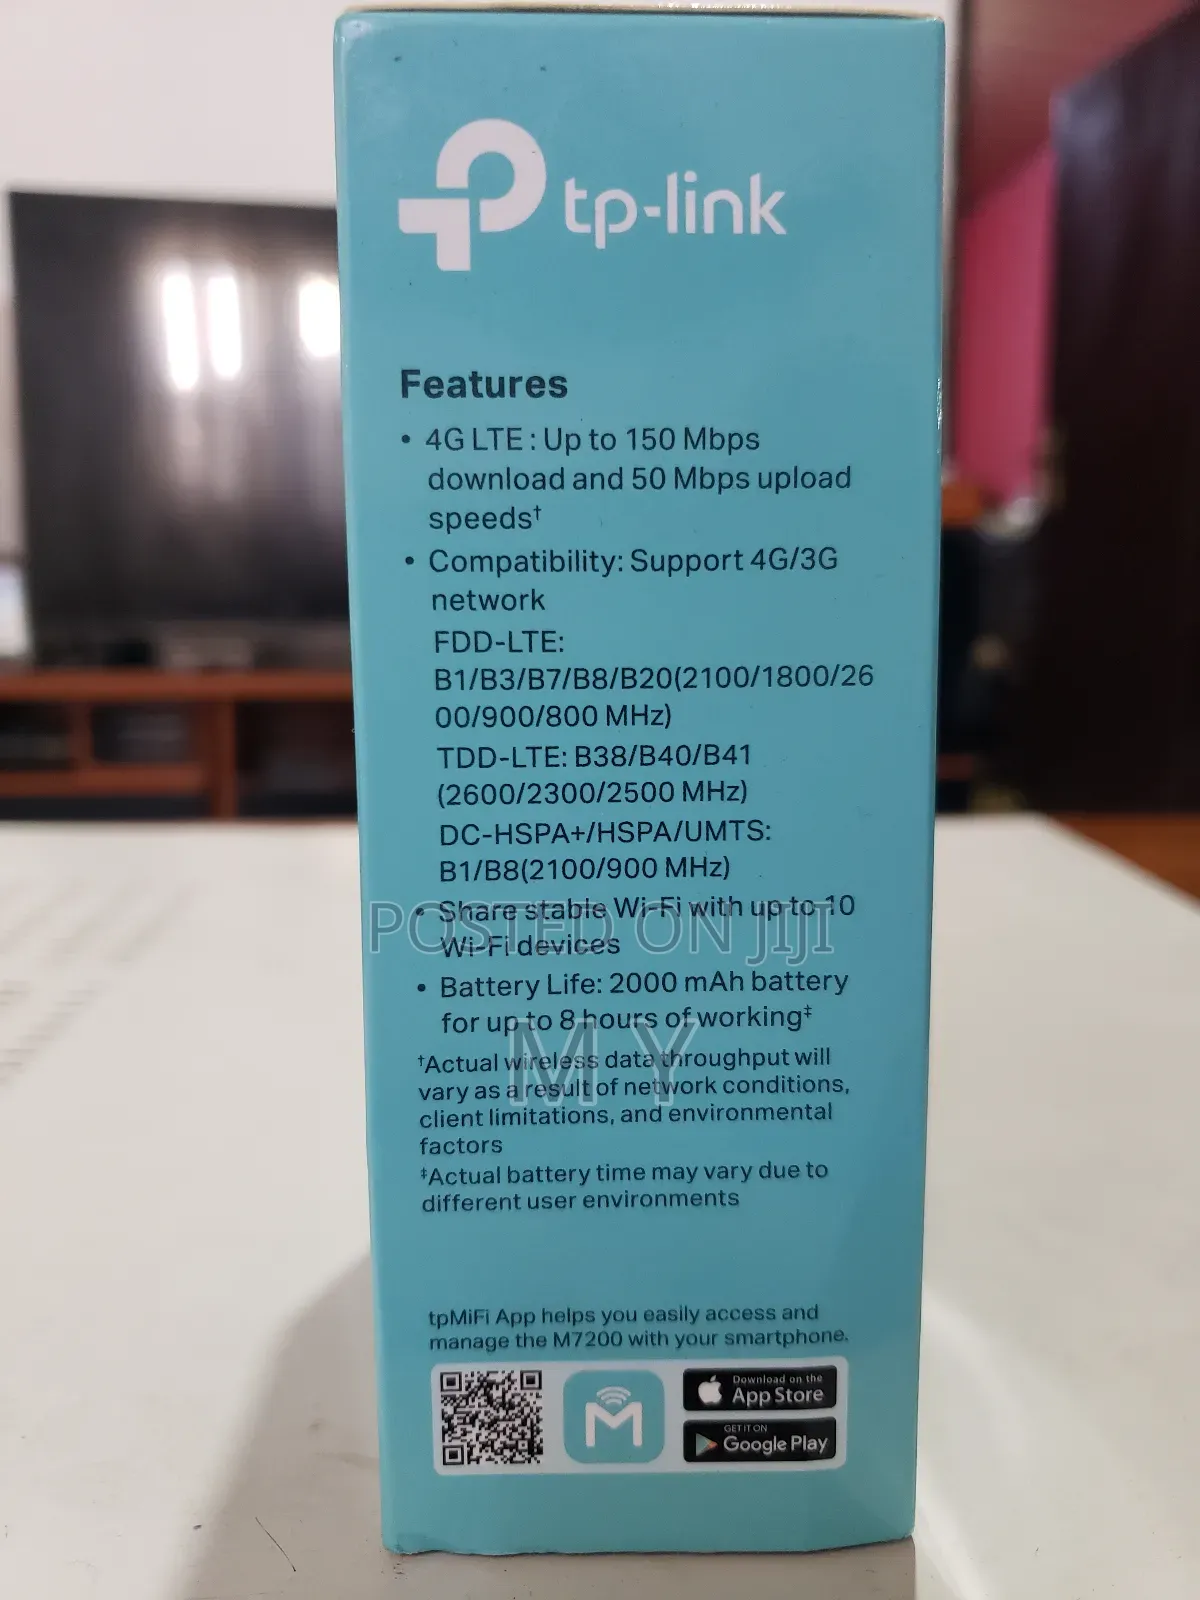 tp-link
Features
• 4G LTE : Up to 150 Mbps
download and 50 Mbps upload
speeds†
• Compatibility: Support 4G/3G
network
FDD-LTE:
B1/B3/B7/B8/B20(2100/1800/26
00/900/800 MHz)
TDD-LTE: B38/B40/B41
(2600/2300/2500 MHz)
DC-HSPA+/HSPA/UMTS:
B1/B8(2100/900 MHz)
• Share stable Wi-Fi with up to 10
POSTED ON JIJI
Wi-Fi devices
• Battery Life: 2000 mAh battery
for up to 8 hours of working‡
M Y
†Actual wireless data throughput will
vary as a result of network conditions,
client limitations, and environmental
factors
‡Actual battery time may vary due to
different user environments
tpMiFi App helps you easily access and
manage the M7200 with your smartphone.
M
Download on the
App Store
GET IT ON
Google Play